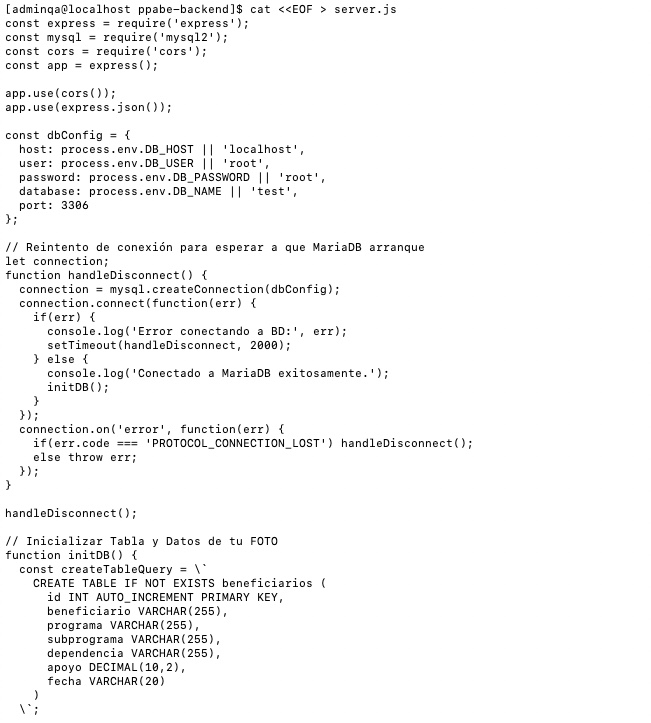 [adminqa@localhost ppabe-backend]$ cat <<EOF > server.js
const express = require('express');
const mysql = require('mysql2');
const cors = require('cors');
const app = express();

app.use(cors());
app.use(express.json());

const dbConfig = {
  host: process.env.DB_HOST || 'localhost',
  user: process.env.DB_USER || 'root',
  password: process.env.DB_PASSWORD || 'root',
  database: process.env.DB_NAME || 'test',
  port: 3306
};

// Reintento de conexión para esperar a que MariaDB arranque
let connection;
function handleDisconnect() {
  connection = mysql.createConnection(dbConfig);
  connection.connect(function(err) {
    if(err) {
      console.log('Error conectando a BD:', err);
      setTimeout(handleDisconnect, 2000);
    } else {
      console.log('Conectado a MariaDB exitosamente.');
      initDB();
    }
  });
  connection.on('error', function(err) {
    if(err.code === 'PROTOCOL_CONNECTION_LOST') handleDisconnect();
    else throw err;
  });
}

handleDisconnect();

// Inicializar Tabla y Datos de tu FOTO
function initDB() {
  const createTableQuery = \`
    CREATE TABLE IF NOT EXISTS beneficiarios (
      id INT AUTO_INCREMENT PRIMARY KEY,
      beneficiario VARCHAR(255),
      programa VARCHAR(255),
      subprograma VARCHAR(255),
      dependencia VARCHAR(255),
      apoyo DECIMAL(10,2),
      fecha VARCHAR(20)
    )
  \`;